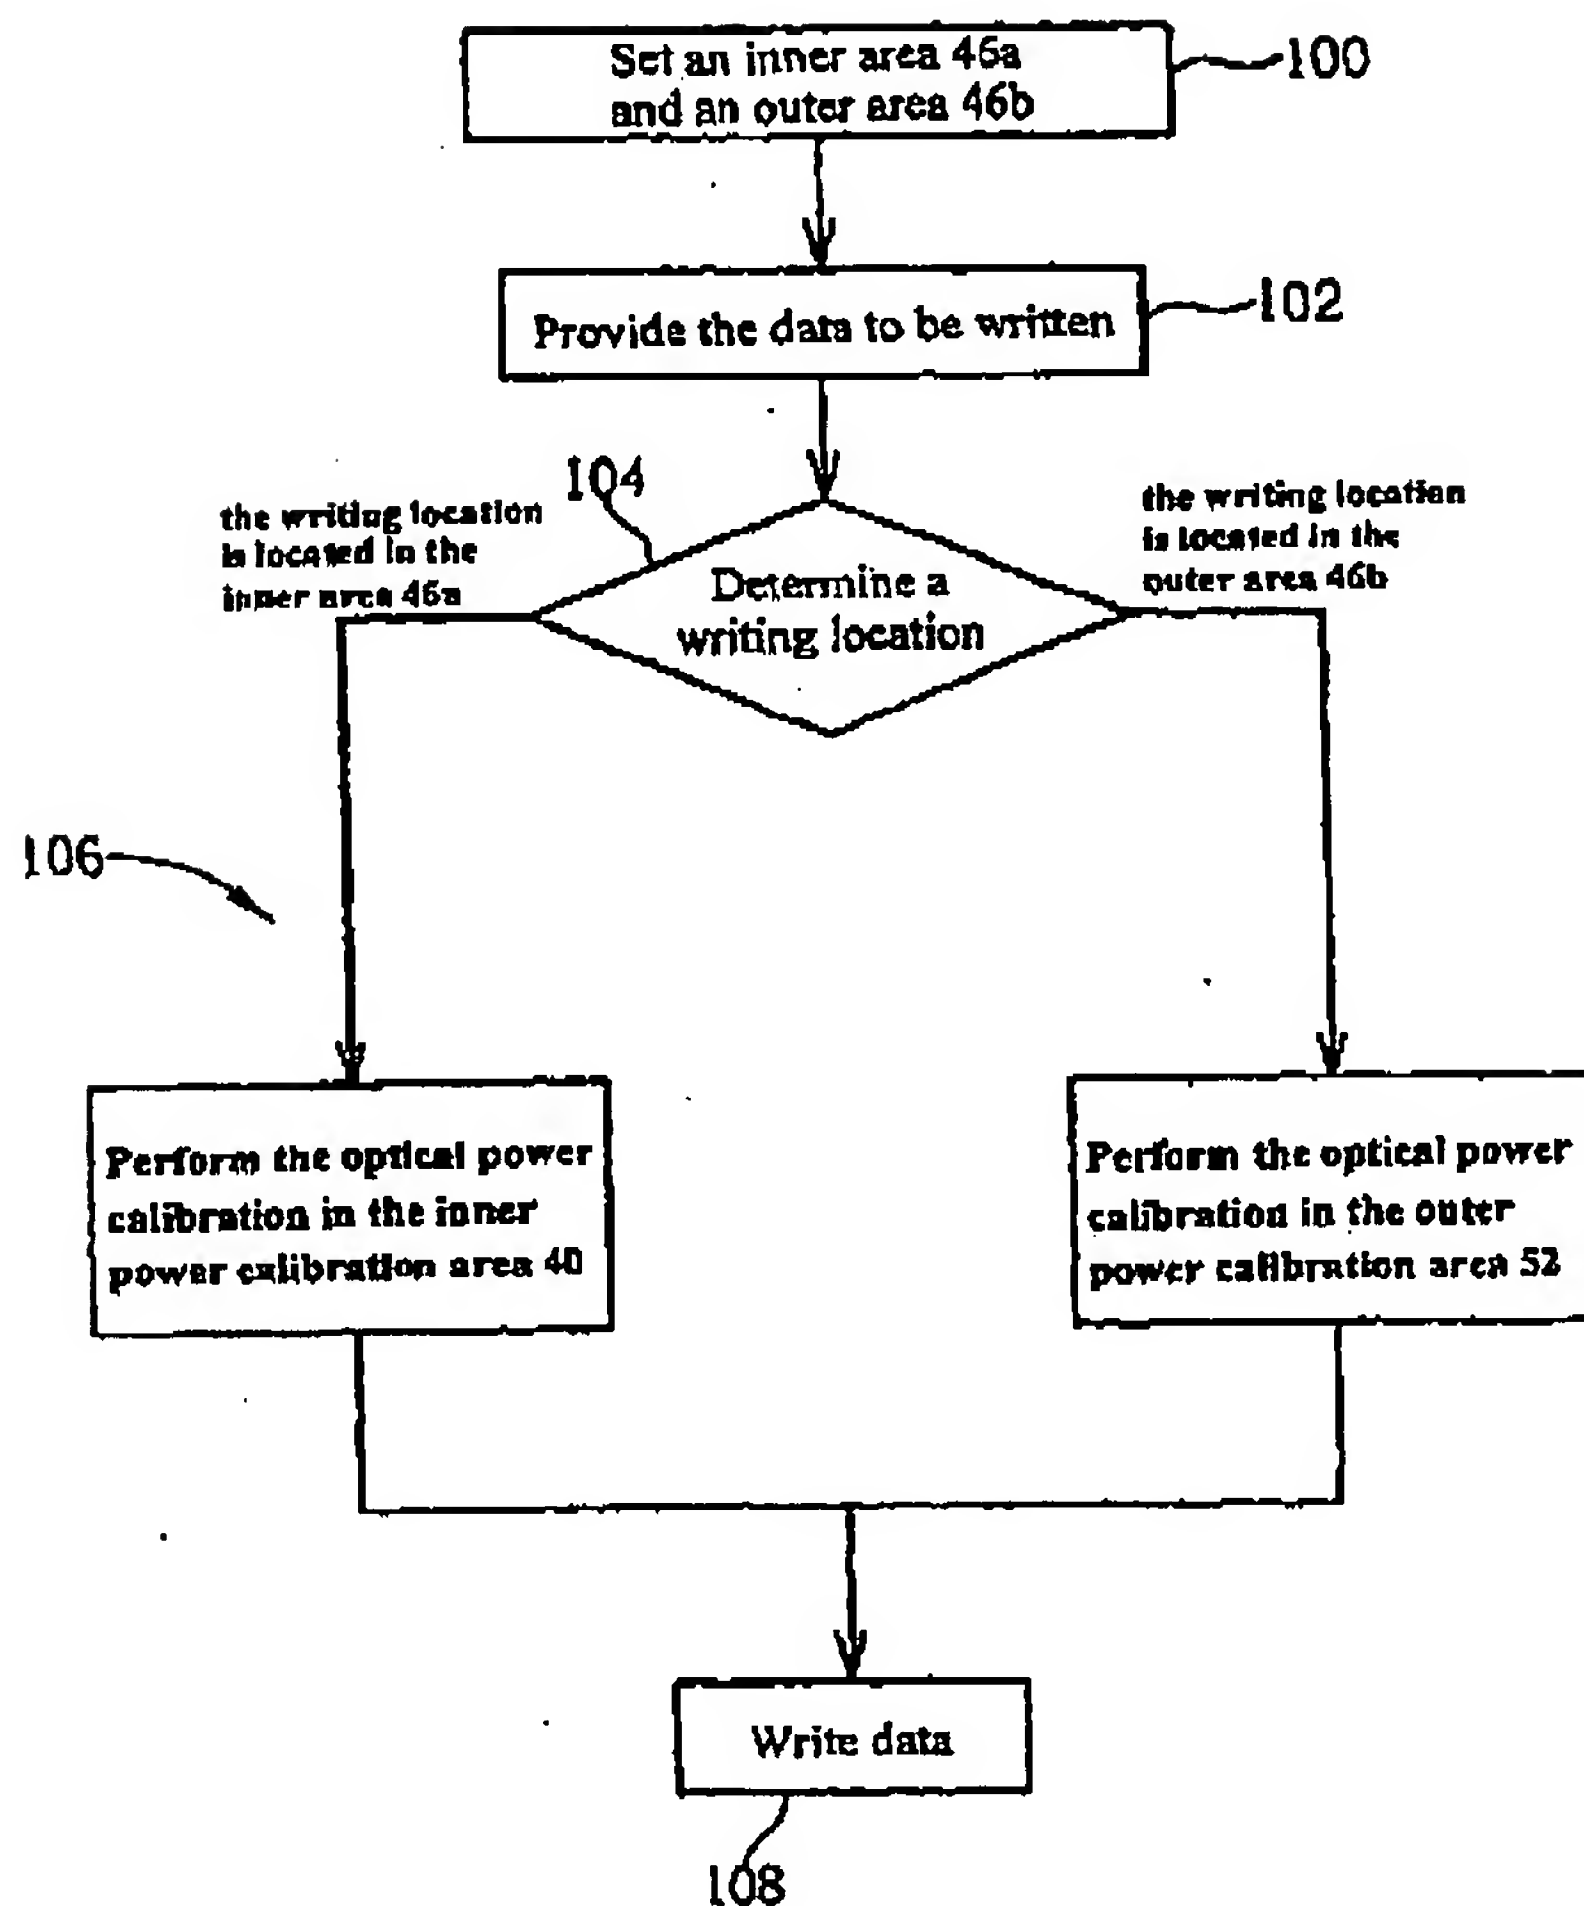 Set an inner area 46a
and an outer area 46b
100
Provide the data to be written
102
104
the writing location
is located in the
inner area 46a
the writing location
is located in the
outer area 46b
Determine a
writing location
106
Perform the optical power
calibration in the inner
power calibration area 40
Perform the optical power
calibration in the outer
power calibration area 52
Write data
108